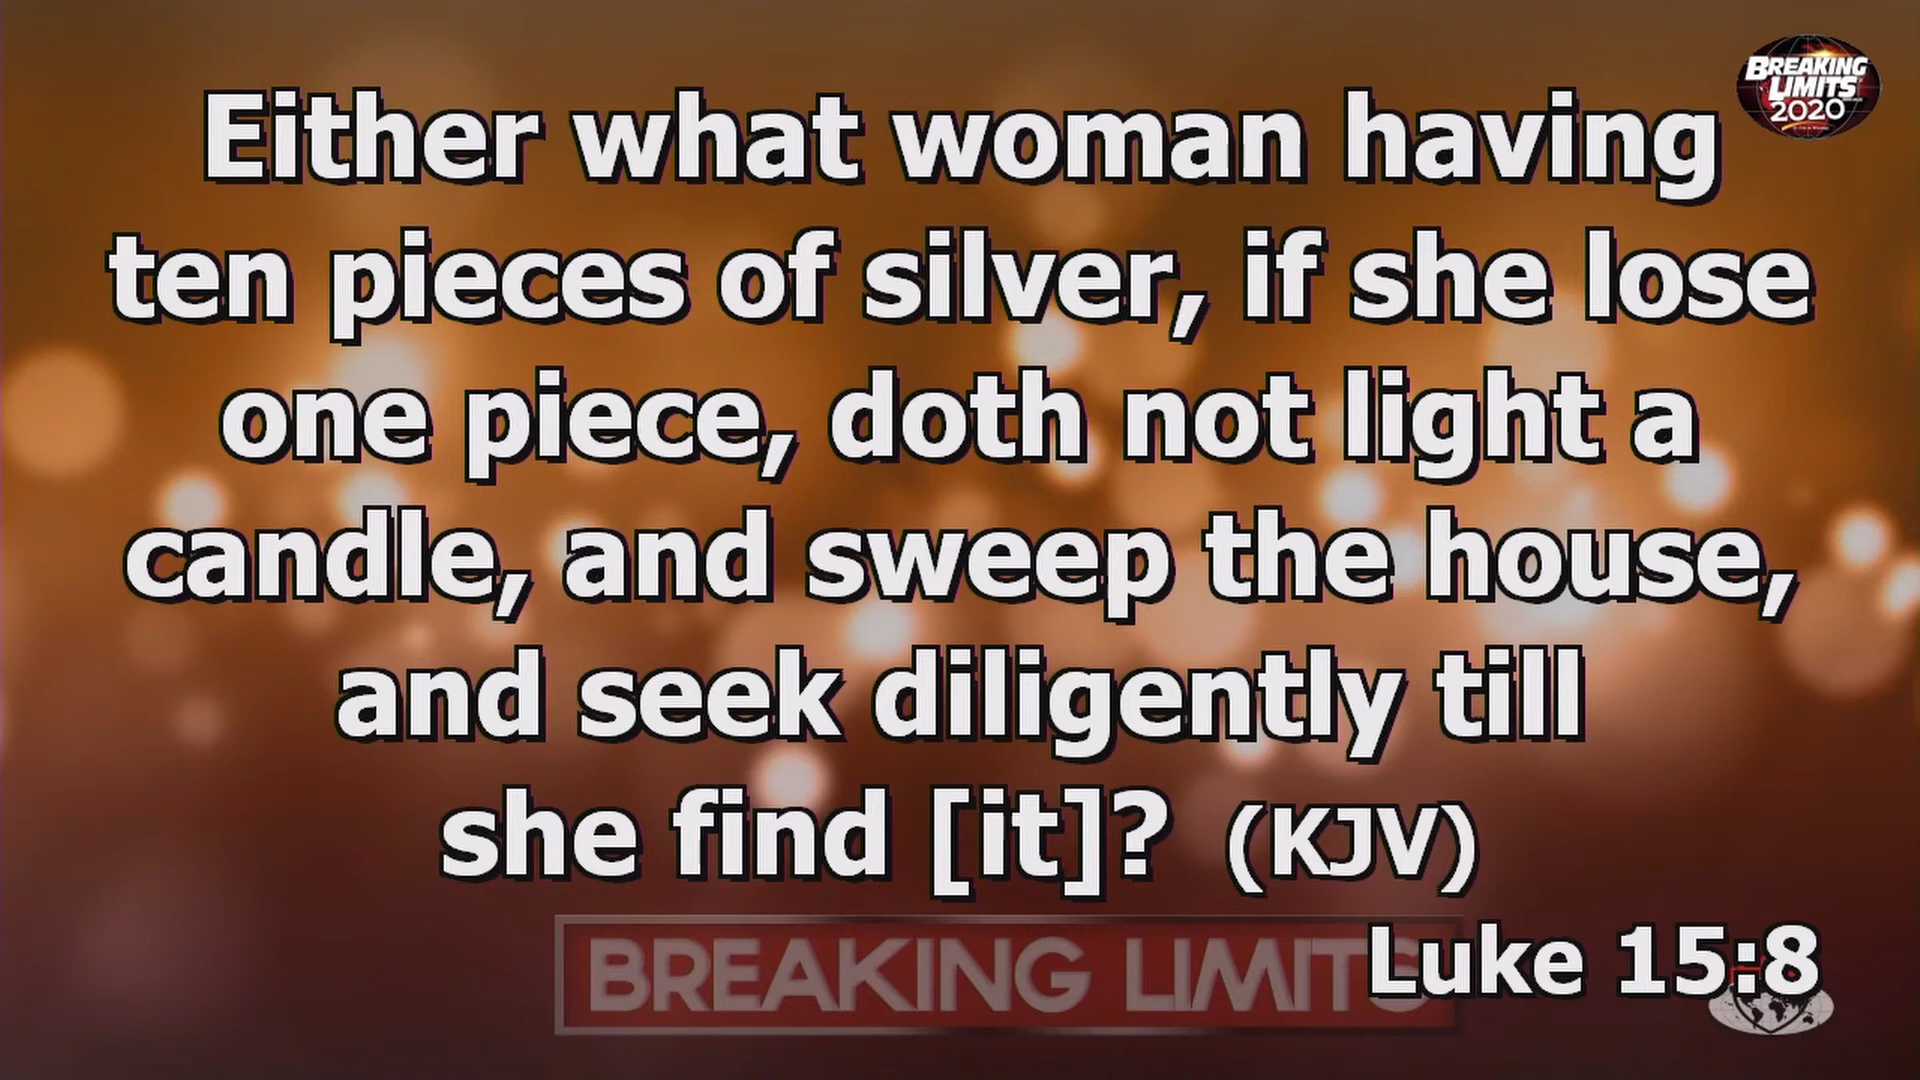 BREAKING
LIMITS
2020
Either what woman having
ten pieces of silver, if she lose
one piece, doth not light a
candle, and sweep the house,
and seek diligently till
she find [it]? (KJV)
Luke 15:8
BREAKING LIMITS